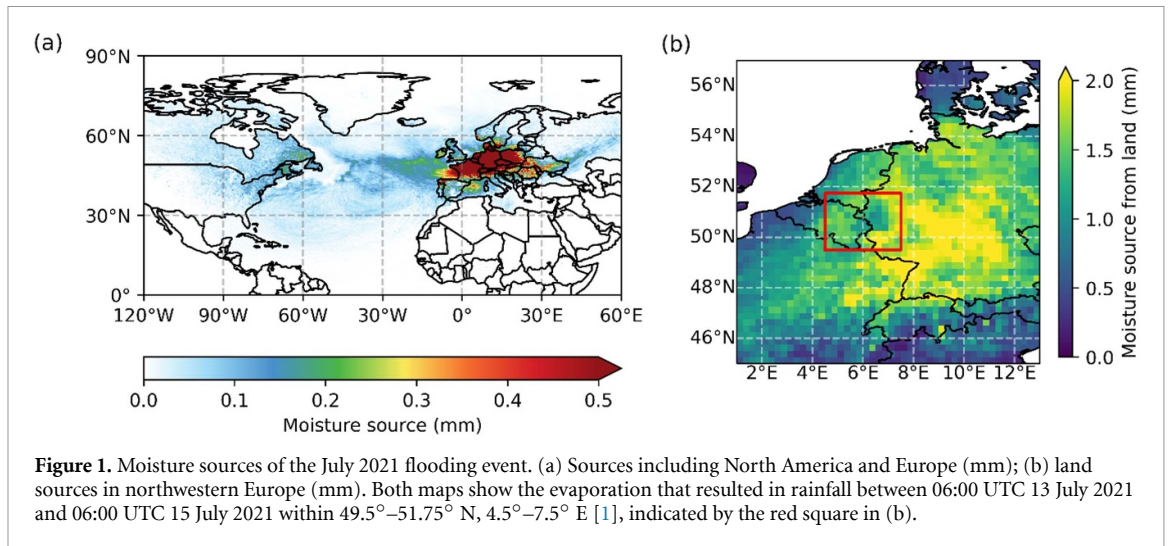 (a)
90°N
60°N
30°N
0°
120°W 90°W 60°W 30°W 0° 30°E 60°E
0.0 0.1 0.2 0.3 0.4 0.5
Moisture source (mm)
(b)
56°N
54°N
52°N
50°N
48°N
46°N
2°E 4°E 6°E 8°E 10°E 12°E
2.0
1.5
1.0
0.5
0.0
Moisture source from land (mm)
Figure 1. Moisture sources of the July 2021 flooding event. (a) Sources including North America and Europe (mm); (b) land
sources in northwestern Europe (mm). Both maps show the evaporation that resulted in rainfall between 06:00 UTC 13 July 2021
and 06:00 UTC 15 July 2021 within 49.5°–51.75° N, 4.5°–7.5° E [1], indicated by the red square in (b).